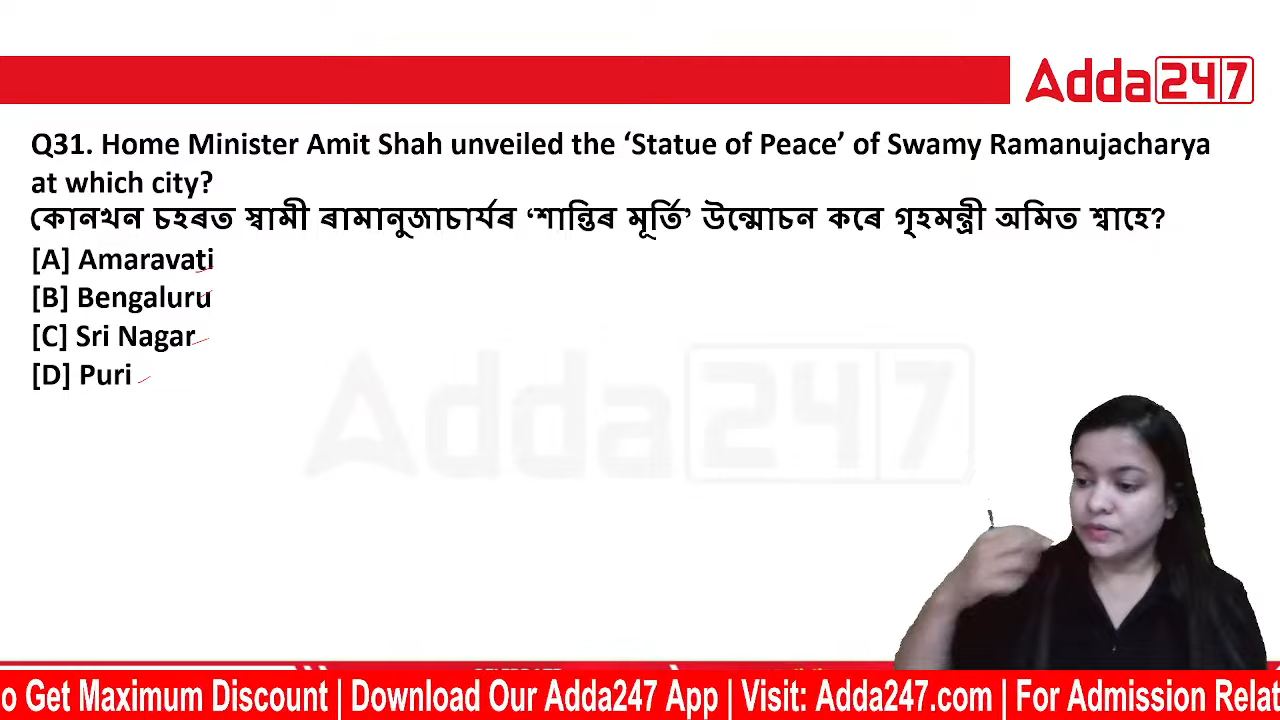 Adda247
Q31. Home Minister Amit Shah unveiled the ‘Statue of Peace’ of Swamy Ramanujacharya
at which city?
কোনখন চহৰত স্বামী ৰামানুজাচাৰ্যৰ ‘শান্তিৰ মূৰ্তি’ উন্মোচন কৰে গৃহমন্ত্ৰী অমিত শ্বাহে?
[A] Amaravati
[B] Bengaluru
[C] Sri Nagar
[D] Puri
Adda247
o Get Maximum Discount | Download Our Adda247 App | Visit: Adda247.com | For Admission Relat